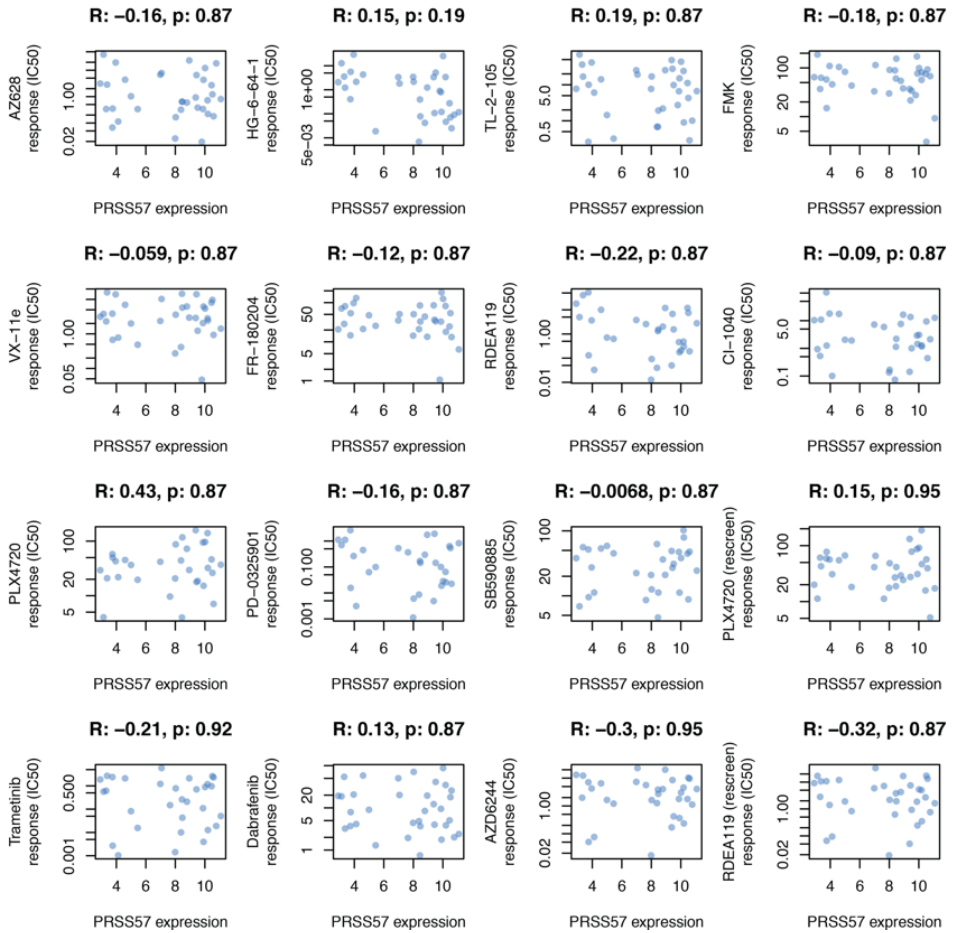 R: −0.16, p: 0.87
AZ628
response (IC50)
0.02
1.00
4
6
8
10
PRSS57 expression
R: 0.15, p: 0.19
HG−6−64−1
response (IC50)
5e−03
1e+00
4
6
8
10
PRSS57 expression
R: 0.19, p: 0.87
TL−2−105
response (IC50)
0.5
5.0
4
6
8
10
PRSS57 expression
R: −0.18, p: 0.87
FMK
response (IC50)
5
20
100
4
6
8
10
PRSS57 expression
R: −0.059, p: 0.87
VX−11e
response (IC50)
0.05
1.00
4
6
8
10
PRSS57 expression
R: −0.12, p: 0.87
FR−180204
response (IC50)
1
5
50
4
6
8
10
PRSS57 expression
R: −0.22, p: 0.87
RDEA119
response (IC50)
0.01
1.00
4
6
8
10
PRSS57 expression
R: −0.09, p: 0.87
CI−1040
response (IC50)
0.1
5.0
4
6
8
10
PRSS57 expression
R: 0.43, p: 0.87
PLX4720
response (IC50)
5
20
100
4
6
8
10
PRSS57 expression
R: −0.16, p: 0.87
PD−0325901
response (IC50)
0.001
0.100
4
6
8
10
PRSS57 expression
R: −0.0068, p: 0.87
SB590885
response (IC50)
5
20
100
4
6
8
10
PRSS57 expression
R: 0.15, p: 0.95
PLX4720 (rescreen)
response (IC50)
5
20
100
4
6
8
10
PRSS57 expression
R: −0.21, p: 0.92
Trametinib
response (IC50)
0.001
0.500
4
6
8
10
PRSS57 expression
R: 0.13, p: 0.87
Dabrafenib
response (IC50)
1
5
20
4
6
8
10
PRSS57 expression
R: −0.3, p: 0.95
AZD6244
response (IC50)
0.02
1.00
4
6
8
10
PRSS57 expression
R: −0.32, p: 0.87
RDEA119 (rescreen)
response (IC50)
0.02
1.00
4
6
8
10
PRSS57 expression